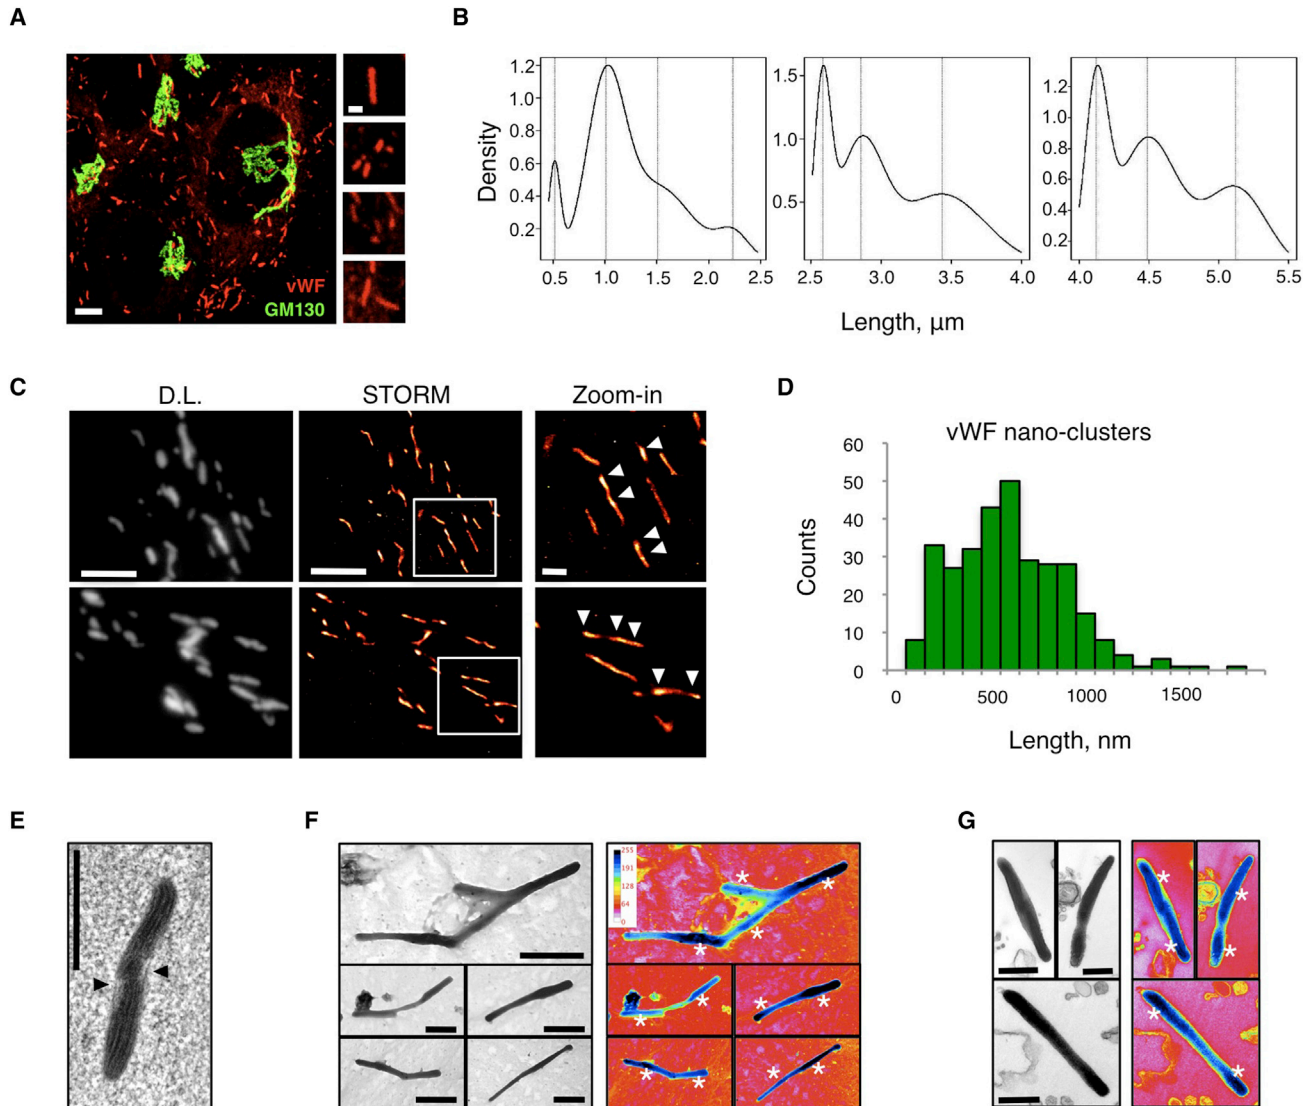 A
B
vWF
GM130
Density
1.2
1.0
0.8
0.6
0.4
0.2
0.5 1.0 1.5 2.0 2.5
1.5
1.0
0.5
2.5 3.0 3.5 4.0
1.2
1.0
0.8
0.6
0.4
0.2
4.0 4.5 5.0 5.5
Length, µm
C
D.L. STORM Zoom-in
D
vWF nano-clusters
Counts
60
50
40
30
20
10
0
0 500 1000 1500
Length, nm
E
F
255
191
128
64
0
G